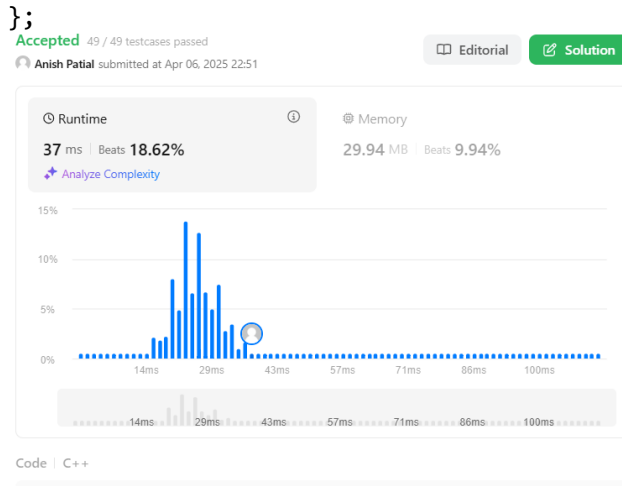 };
Accepted 49 / 49 testcases passed
Editorial
Solution
Anish Patial submitted at Apr 06, 2025 22:51
Runtime
Memory
37 ms | Beats 18.62%
29.94 MB | Beats 9.94%
Analyze Complexity
15%
10%
5%
0%
14ms 29ms 43ms 57ms 71ms 86ms 100ms
14ms 29ms 43ms 57ms 71ms 86ms 100ms
Code | C++